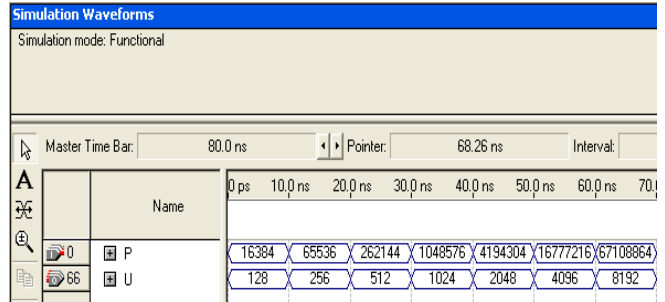 Simulation Waveforms
Simulation mode: Functional
Master Time Bar: 80.0 ns Pointer: 68.26 ns Interval:
A
Name
0 ps 10.0 ns 20.0 ns 30.0 ns 40.0 ns 50.0 ns 60.0 ns 70.
0 P 16384 65536 262144 1048576 4194304 16777216 67108864
66 U 128 256 512 1024 2048 4096 8192